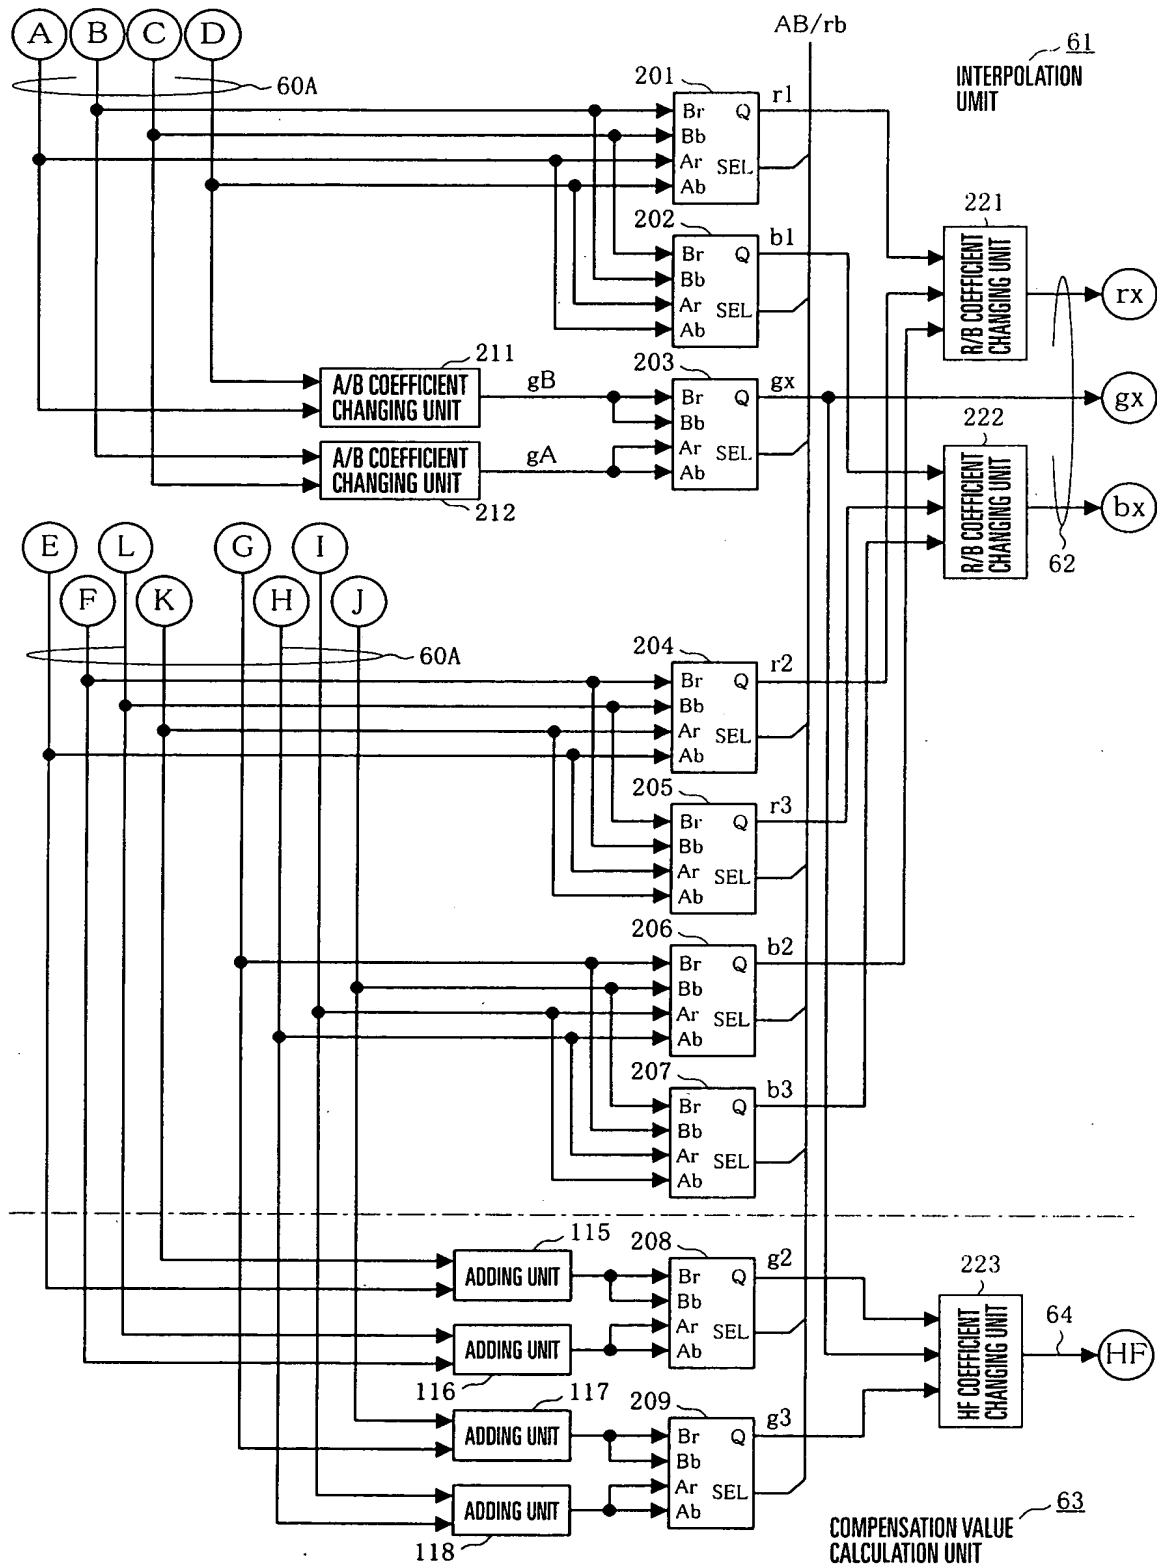 A B C D
AB/rb
61
INTERPOLATION
UMIT
60A
201
Br Q r1
Bb
Ar SEL
Ab
202
Br Q b1
Bb
Ar SEL
Ab
221
R/B COEFFICIENT
CHANGING UNIT
rx
211
A/B COEFFICIENT
CHANGING UNIT
gB
203
Br Q gx
Bb
Ar SEL
Ab
gx
A/B COEFFICIENT
CHANGING UNIT
212
gA
222
R/B COEFFICIENT
CHANGING UNIT
bx
62
E L G I
F K H J
60A
204
Br Q r2
Bb
Ar SEL
Ab
205
Br Q r3
Bb
Ar SEL
Ab
206
Br Q b2
Bb
Ar SEL
Ab
207
Br Q b3
Bb
Ar SEL
Ab
115
ADDING UNIT
208
Br Q g2
Bb
Ar SEL
Ab
ADDING UNIT
116
223
HF COEFFICIENT
CHANGING UNIT
64
HF
117
ADDING UNIT
209
Br Q g3
Bb
Ar SEL
Ab
ADDING UNIT
118
63
COMPENSATION VALUE
CALCULATION UNIT